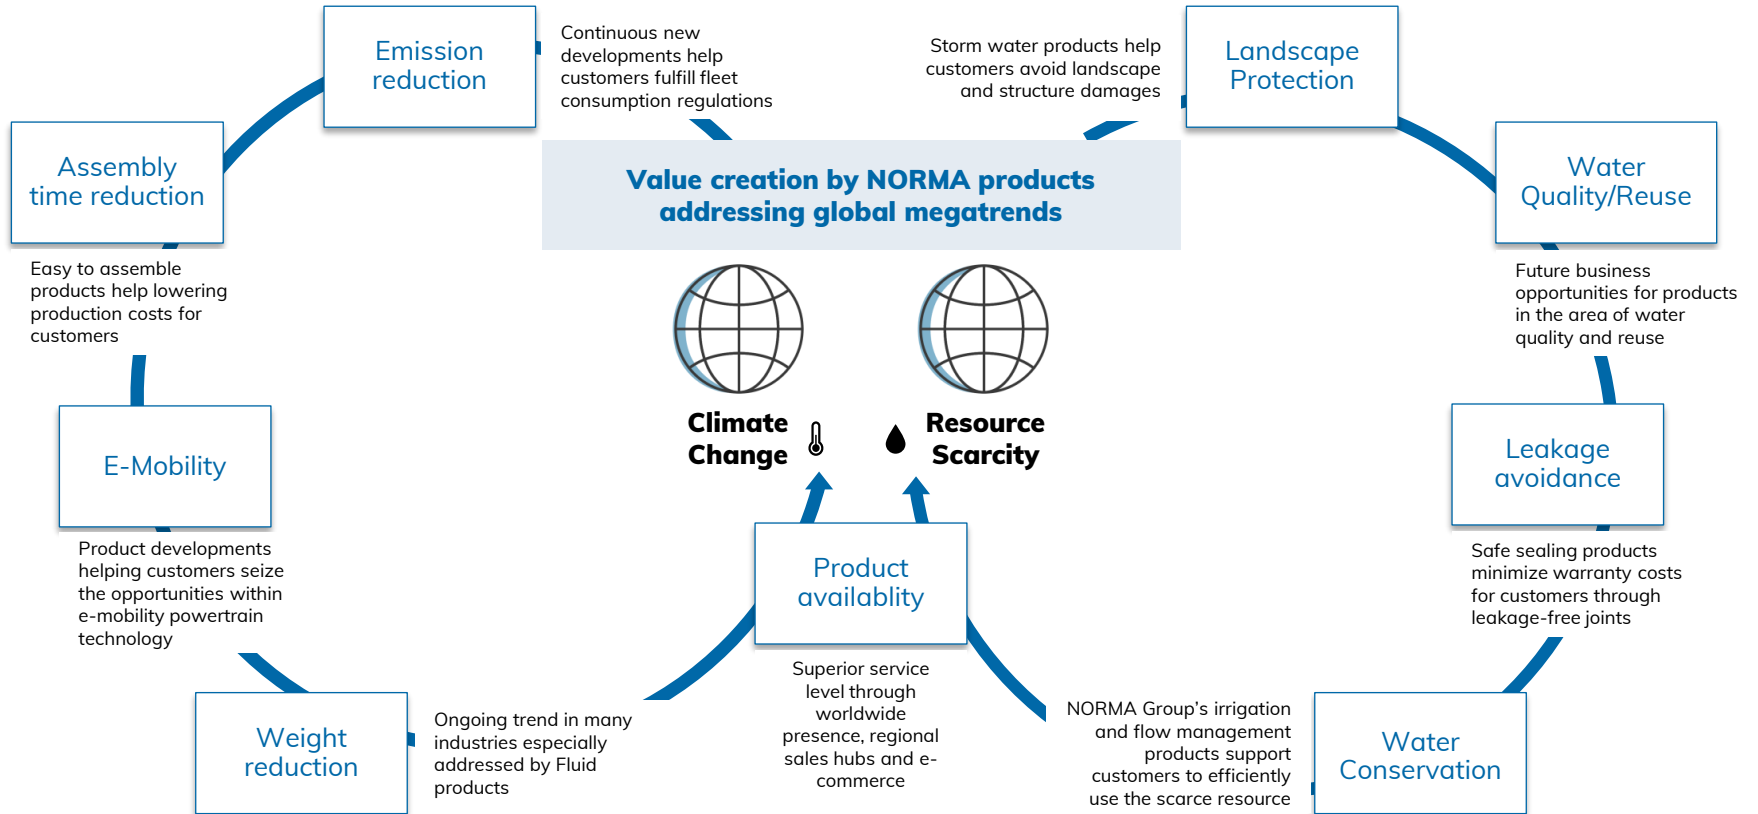 Emission
reduction
Continuous new
developments help
customers fulfill fleet
consumption regulations
Storm water products help
customers avoid landscape
and structure damages
Landscape
Protection
Assembly
time reduction
Easy to assemble
products help lowering
production costs for
customers
Value creation by NORMA products
addressing global megatrends
Water
Quality/Reuse
Future business
opportunities for products
in the area of water
quality and reuse
Climate
Change
Resource
Scarcity
E-Mobility
Product developments
helping customers seize
the opportunities within
e-mobility powertrain
technology
Leakage
avoidance
Safe sealing products
minimize warranty costs
for customers through
leakage-free joints
Product
availablity
Superior service
level through
worldwide
presence, regional
sales hubs and e-
commerce
Weight
reduction
Ongoing trend in many
industries especially
addressed by Fluid
products
NORMA Group’s irrigation
and flow management
products support
customers to efficiently
use the scarce resource
Water
Conservation